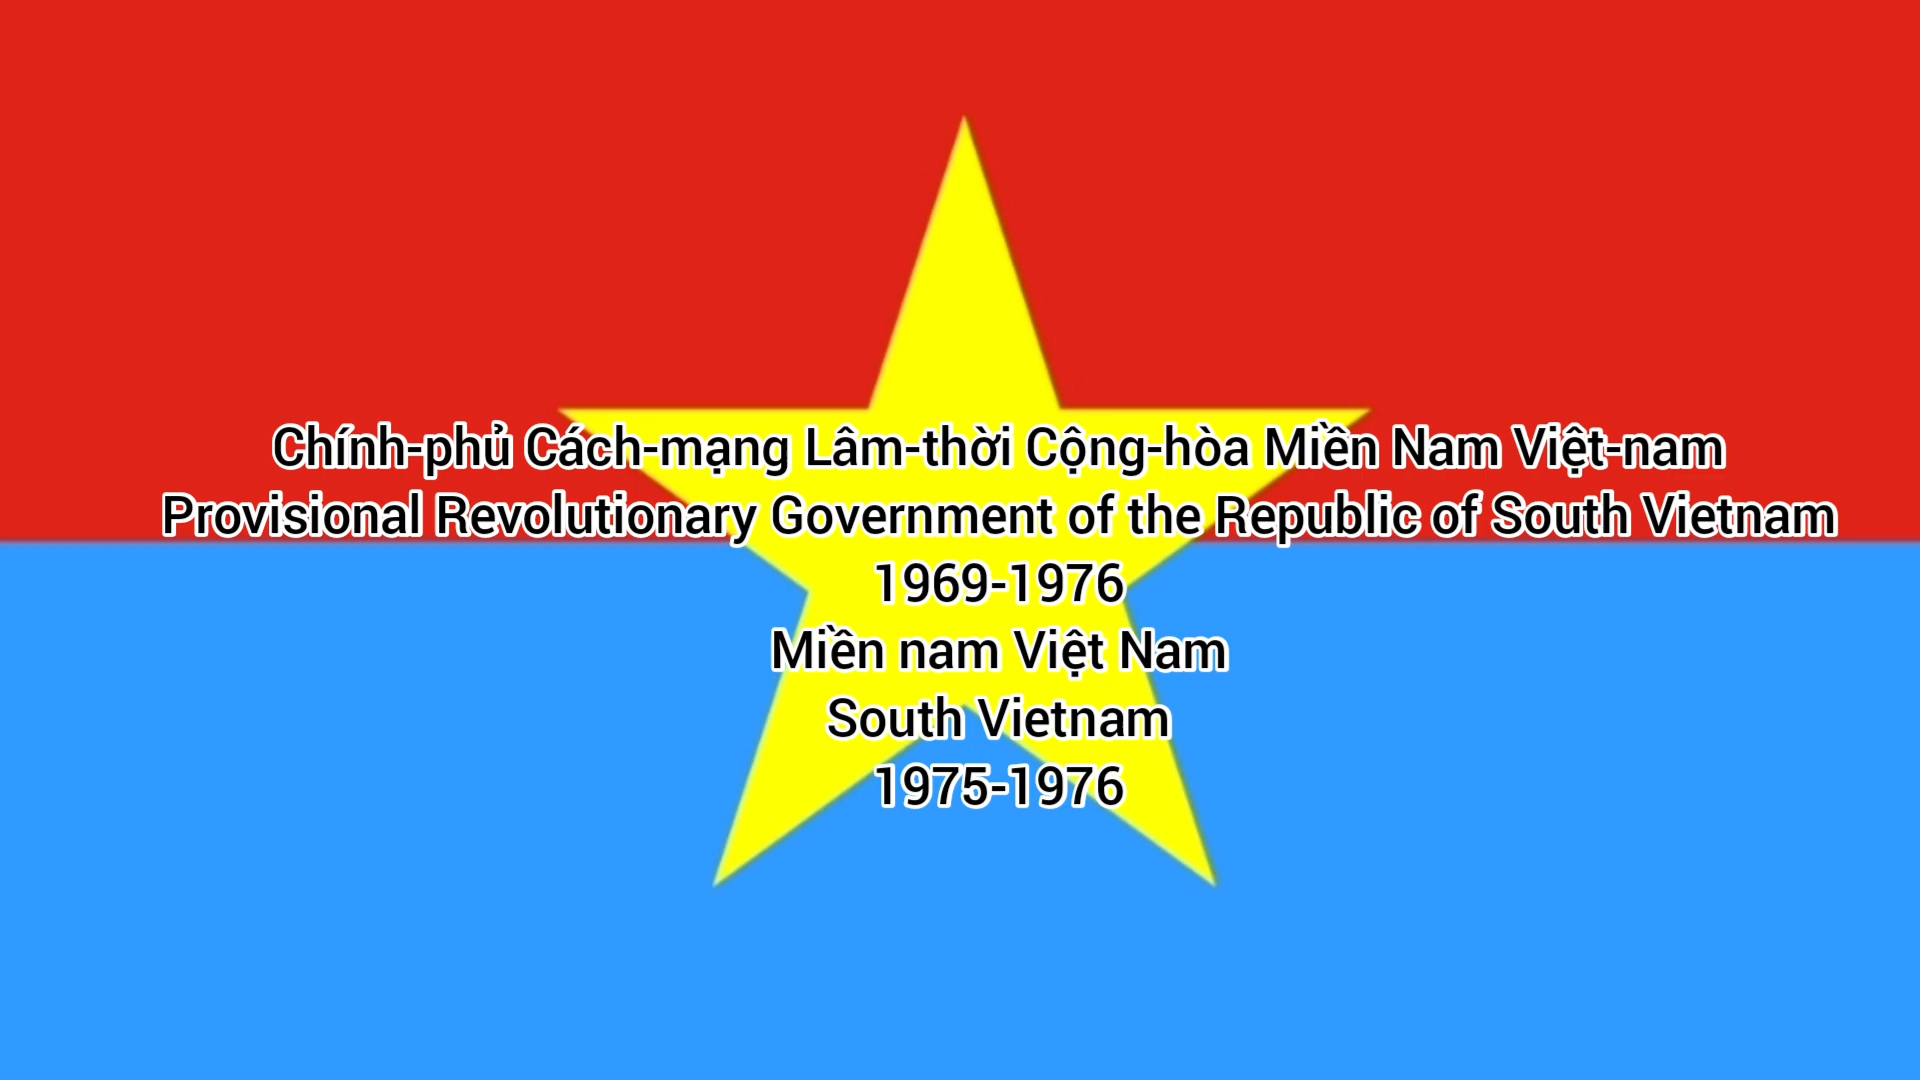 Chính-phủ Cách-mạng Lâm-thời Cộng-hòa Miền Nam Việt-nam
Provisional Revolutionary Government of the Republic of South Vietnam
1969-1976
Miền nam Việt Nam
South Vietnam
1975-1976